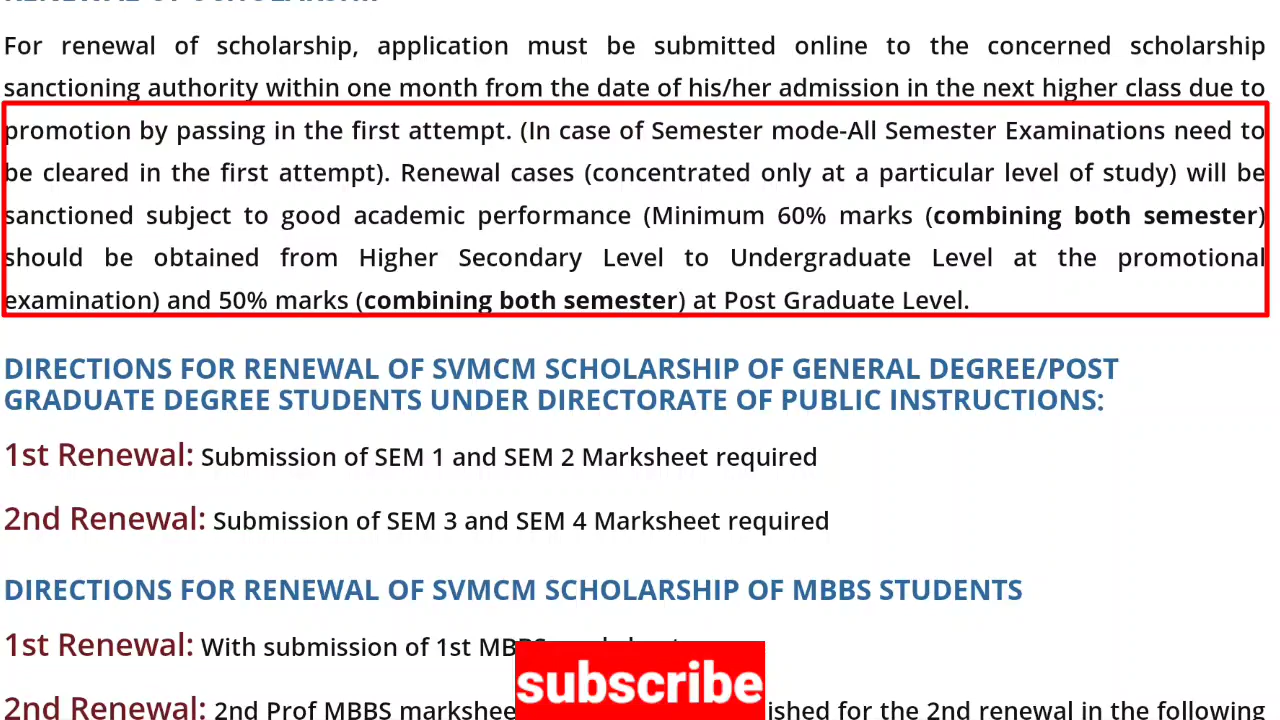 For renewal of scholarship, application must be submitted online to the concerned scholarship
sanctioning authority within one month from the date of his/her admission in the next higher class due to
promotion by passing in the first attempt. (In case of Semester mode-All Semester Examinations need to
be cleared in the first attempt). Renewal cases (concentrated only at a particular level of study) will be
sanctioned subject to good academic performance (Minimum 60% marks (combining both semester)
should be obtained from Higher Secondary Level to Undergraduate Level at the promotional
examination) and 50% marks (combining both semester) at Post Graduate Level.
DIRECTIONS FOR RENEWAL OF SVMCM SCHOLARSHIP OF GENERAL DEGREE/POST
GRADUATE DEGREE STUDENTS UNDER DIRECTORATE OF PUBLIC INSTRUCTIONS:
1st Renewal: Submission of SEM 1 and SEM 2 Marksheet required
2nd Renewal: Submission of SEM 3 and SEM 4 Marksheet required
DIRECTIONS FOR RENEWAL OF SVMCM SCHOLARSHIP OF MBBS STUDENTS
1st Renewal: With submission of 1st MBBS
subscribe
2nd Renewal: 2nd Prof MBBS for the 2nd renewal in the following